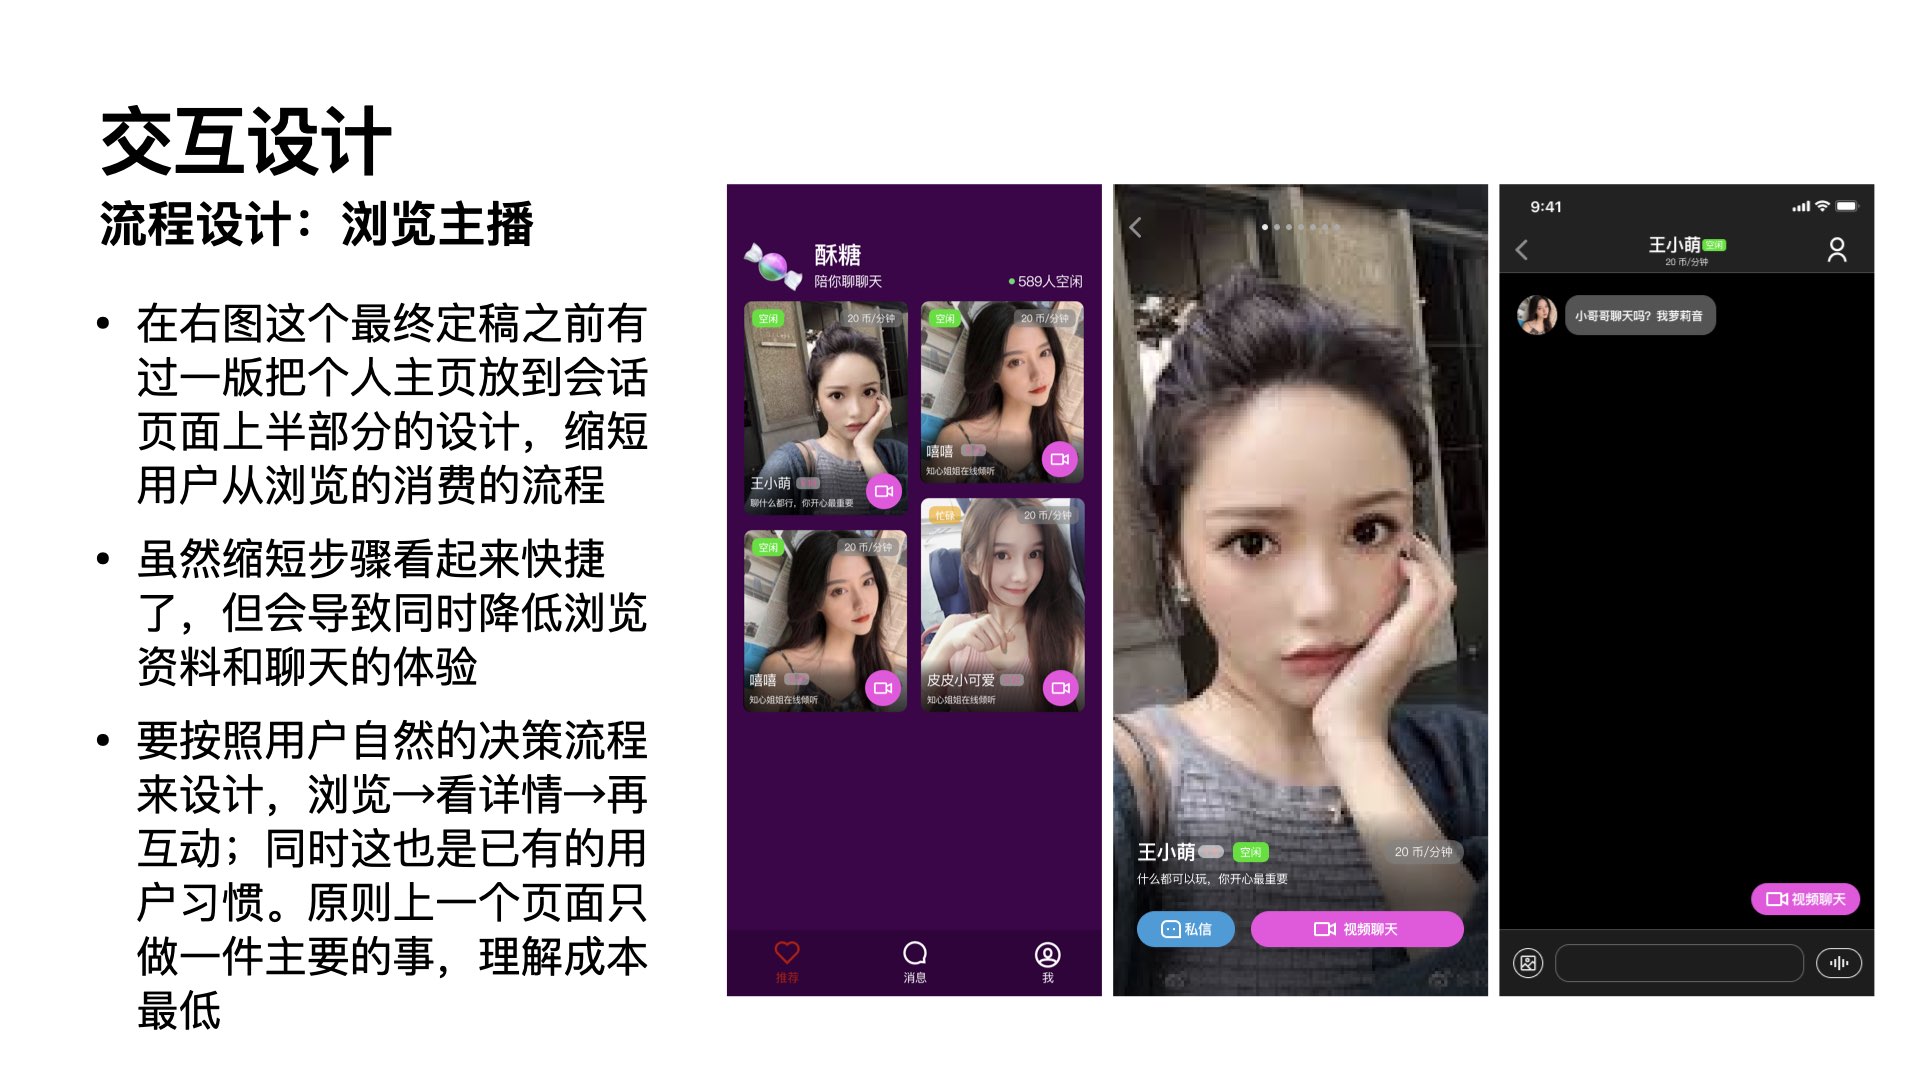 交互设计
流程设计：浏览主播
• 在右图这个最终定稿之前有
过一版把个人主页放到会话
页面上半部分的设计，缩短
用户从浏览的消费的流程
• 虽然缩短步骤看起来快捷
了，但会导致同时降低浏览
资料和聊天的体验
• 要按照用户自然的决策流程
来设计，浏览→看详情→再
互动；同时这也是已有的用
户习惯。原则上一个页面只
做一件主要的事，理解成本
最低
酥糖
陪你聊聊天
589人空闲
空闲
20 币/分钟
王小萌
聊什么都行，你开心最重要
空闲
20 币/分钟
嘻嘻
知心姐姐在线倾听
空闲
20 币/分钟
嘻嘻
知心姐姐在线倾听
忙碌
20 币/分钟
皮皮小可爱
知心姐姐在线倾听
推荐
消息
我
王小萌
空闲
20 币/分钟
什么都可以玩，你开心最重要
私信
视频聊天
9:41
王小萌
空闲
20 币/分钟
小哥哥聊天吗？我萝莉音
视频聊天